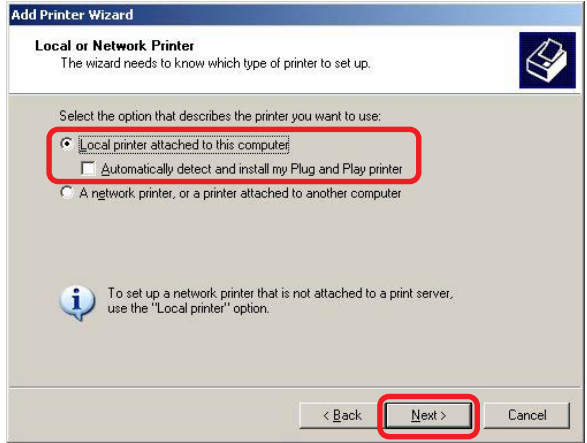 Add Printer Wizard
Local or Network Printer
The wizard needs to know which type of printer to set up.
Select the option that describes the printer you want to use:
Local printer attached to this computer
Automatically detect and install my Plug and Play printer
A network printer, or a printer attached to another computer
To set up a network printer that is not attached to a print server,
use the "Local printer" option.
< Back
Next >
Cancel